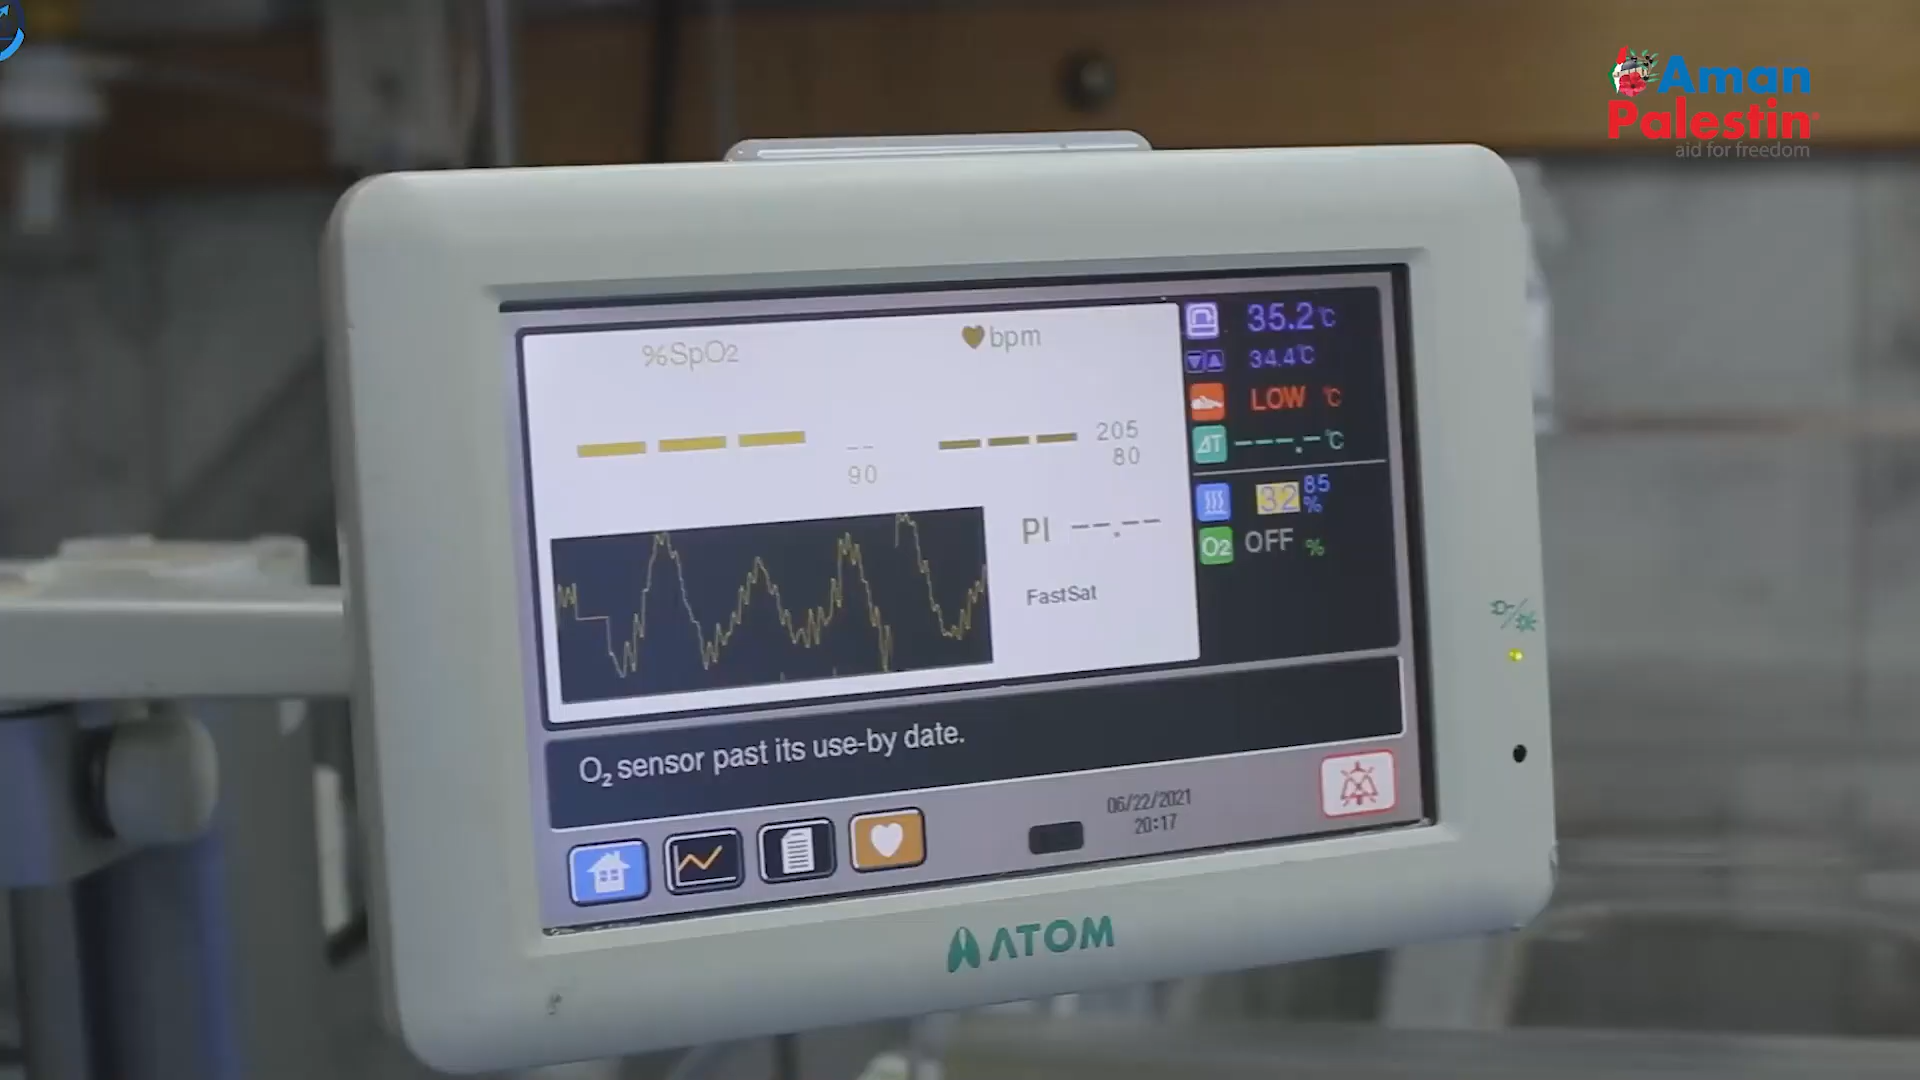 Aman
Palestin
aid for freedom
%SpO2
bpm
--
90
205
80
PI --.--
FastSat
35.2 ℃
34.4℃
LOW ℃
ΔT ---.-℃
32 85 %
O2 OFF %
O₂ sensor past its use-by date.
06/22/2021
20:17
ATOM